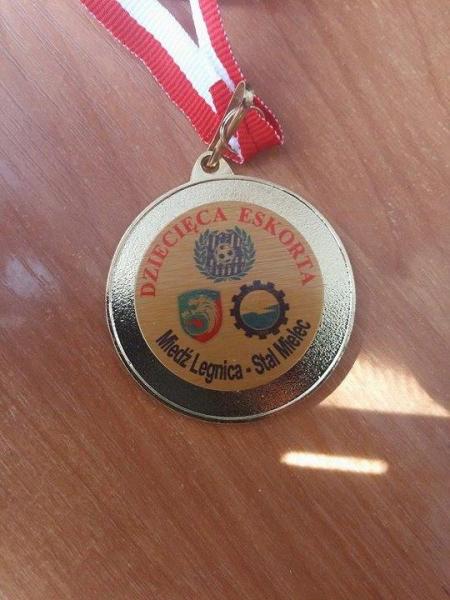 DZIECIĘCA ESKORTA
Miedź Legnica - Stal Mielec